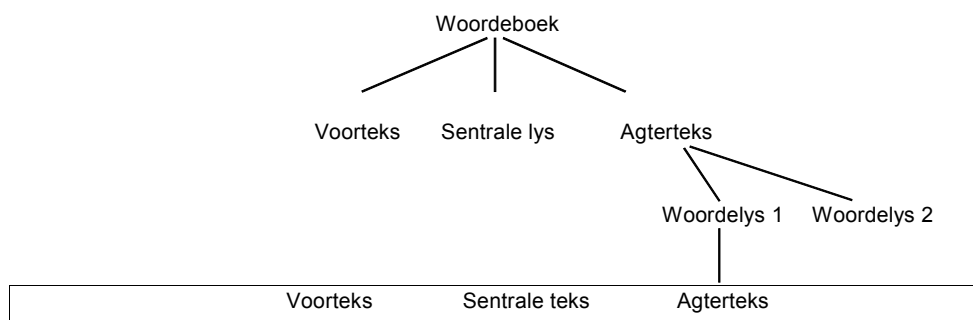 Woordeboek
Voorteks Sentrale lys Agterteks
Woordelys 1 Woordelys 2
Voorteks Sentrale teks Agterteks